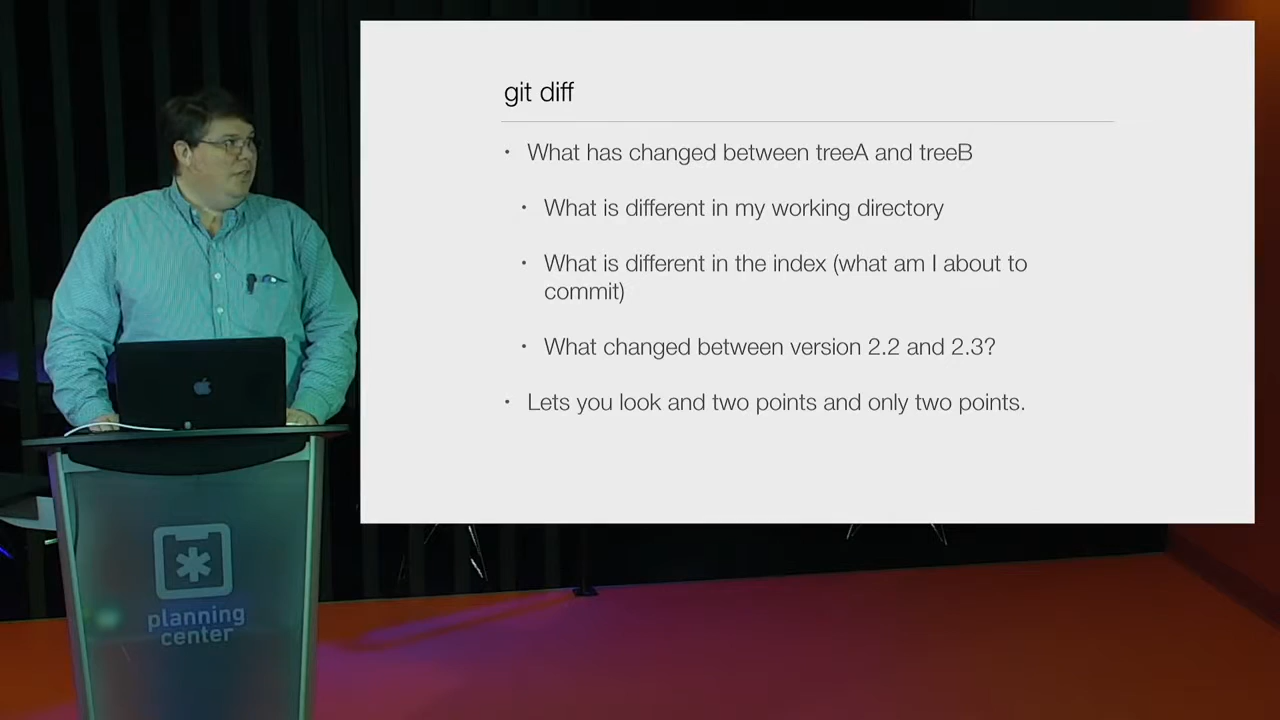 git diff
• What has changed between treeA and treeB
• What is different in my working directory
• What is different in the index (what am I about to
commit)
• What changed between version 2.2 and 2.3?
• Lets you look and two points and only two points.
planning
center